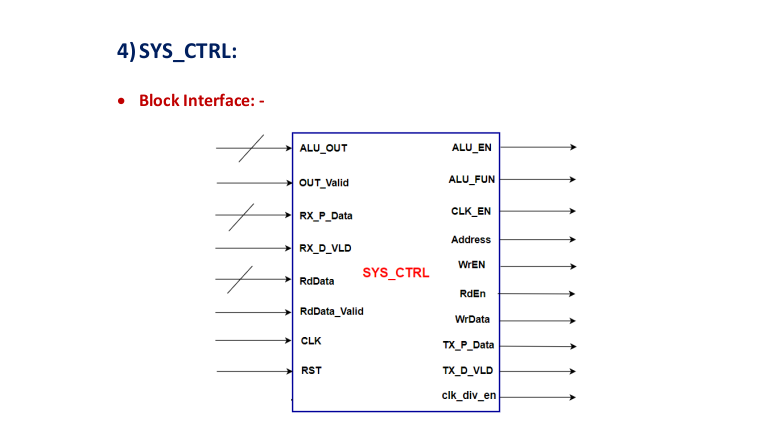 4) SYS_CTRL:
• Block Interface: -
ALU_OUT
OUT_Valid
RX_P_Data
RX_D_VLD
RdData
RdData_Valid
CLK
RST
SYS_CTRL
ALU_EN
ALU_FUN
CLK_EN
Address
WrEN
RdEn
WrData
TX_P_Data
TX_D_VLD
clk_div_en